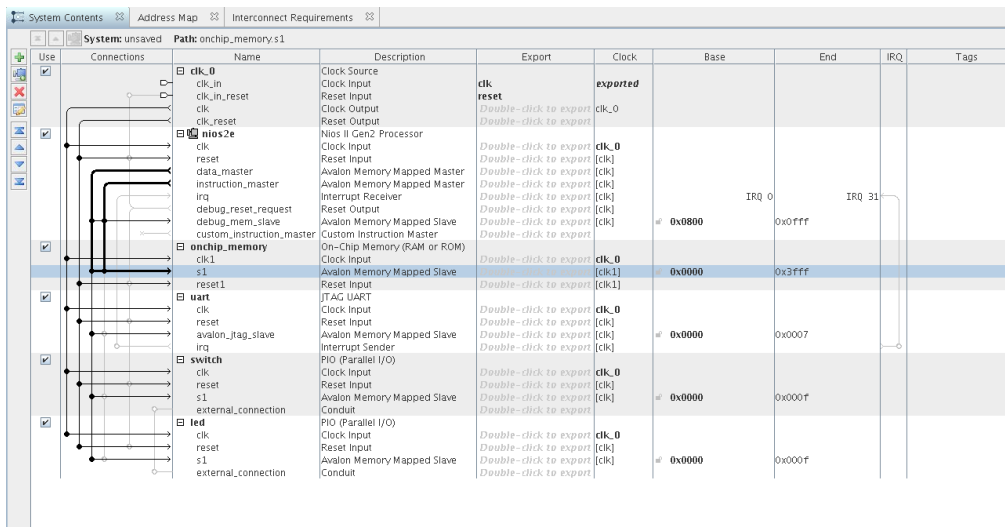 System Contents Address Map Interconnect Requirements
System: unsaved Path: onchip_memory.s1
Use Connections Name Description Export Clock Base End IRQ Tags
clk_0 Clock Source
clk_in Clock Input clk exported
clk_in_reset Reset Input reset
clk Clock Output Double-click to export clk_0
clk_reset Reset Output Double-click to export
nios2e Nios II Gen2 Processor
clk Clock Input Double-click to export clk_0
reset Reset Input Double-click to export [clk]
data_master Avalon Memory Mapped Master Double-click to export [clk]
instruction_master Avalon Memory Mapped Master Double-click to export [clk]
irq Interrupt Receiver Double-click to export [clk] IRQ 0 IRQ 31
debug_reset_request Reset Output Double-click to export [clk]
debug_mem_slave Avalon Memory Mapped Slave Double-click to export [clk] 0x0800 0x0fff
custom_instruction_master Custom Instruction Master Double-click to export
onchip_memory On-Chip Memory (RAM or ROM)
clk1 Clock Input Double-click to export clk_0
s1 Avalon Memory Mapped Slave Double-click to export [clk1] 0x0000 0x3fff
reset1 Reset Input Double-click to export [clk1]
uart JTAG UART
clk Clock Input Double-click to export clk_0
reset Reset Input Double-click to export [clk]
avalon_jtag_slave Avalon Memory Mapped Slave Double-click to export [clk] 0x0000 0x0007
irq Interrupt Sender Double-click to export [clk]
switch PIO (Parallel I/O)
clk Clock Input Double-click to export clk_0
reset Reset Input Double-click to export [clk]
s1 Avalon Memory Mapped Slave Double-click to export [clk] 0x0000 0x000f
external_connection Conduit Double-click to export
led PIO (Parallel I/O)
clk Clock Input Double-click to export clk_0
reset Reset Input Double-click to export [clk]
s1 Avalon Memory Mapped Slave Double-click to export [clk] 0x0000 0x000f
external_connection Conduit Double-click to export